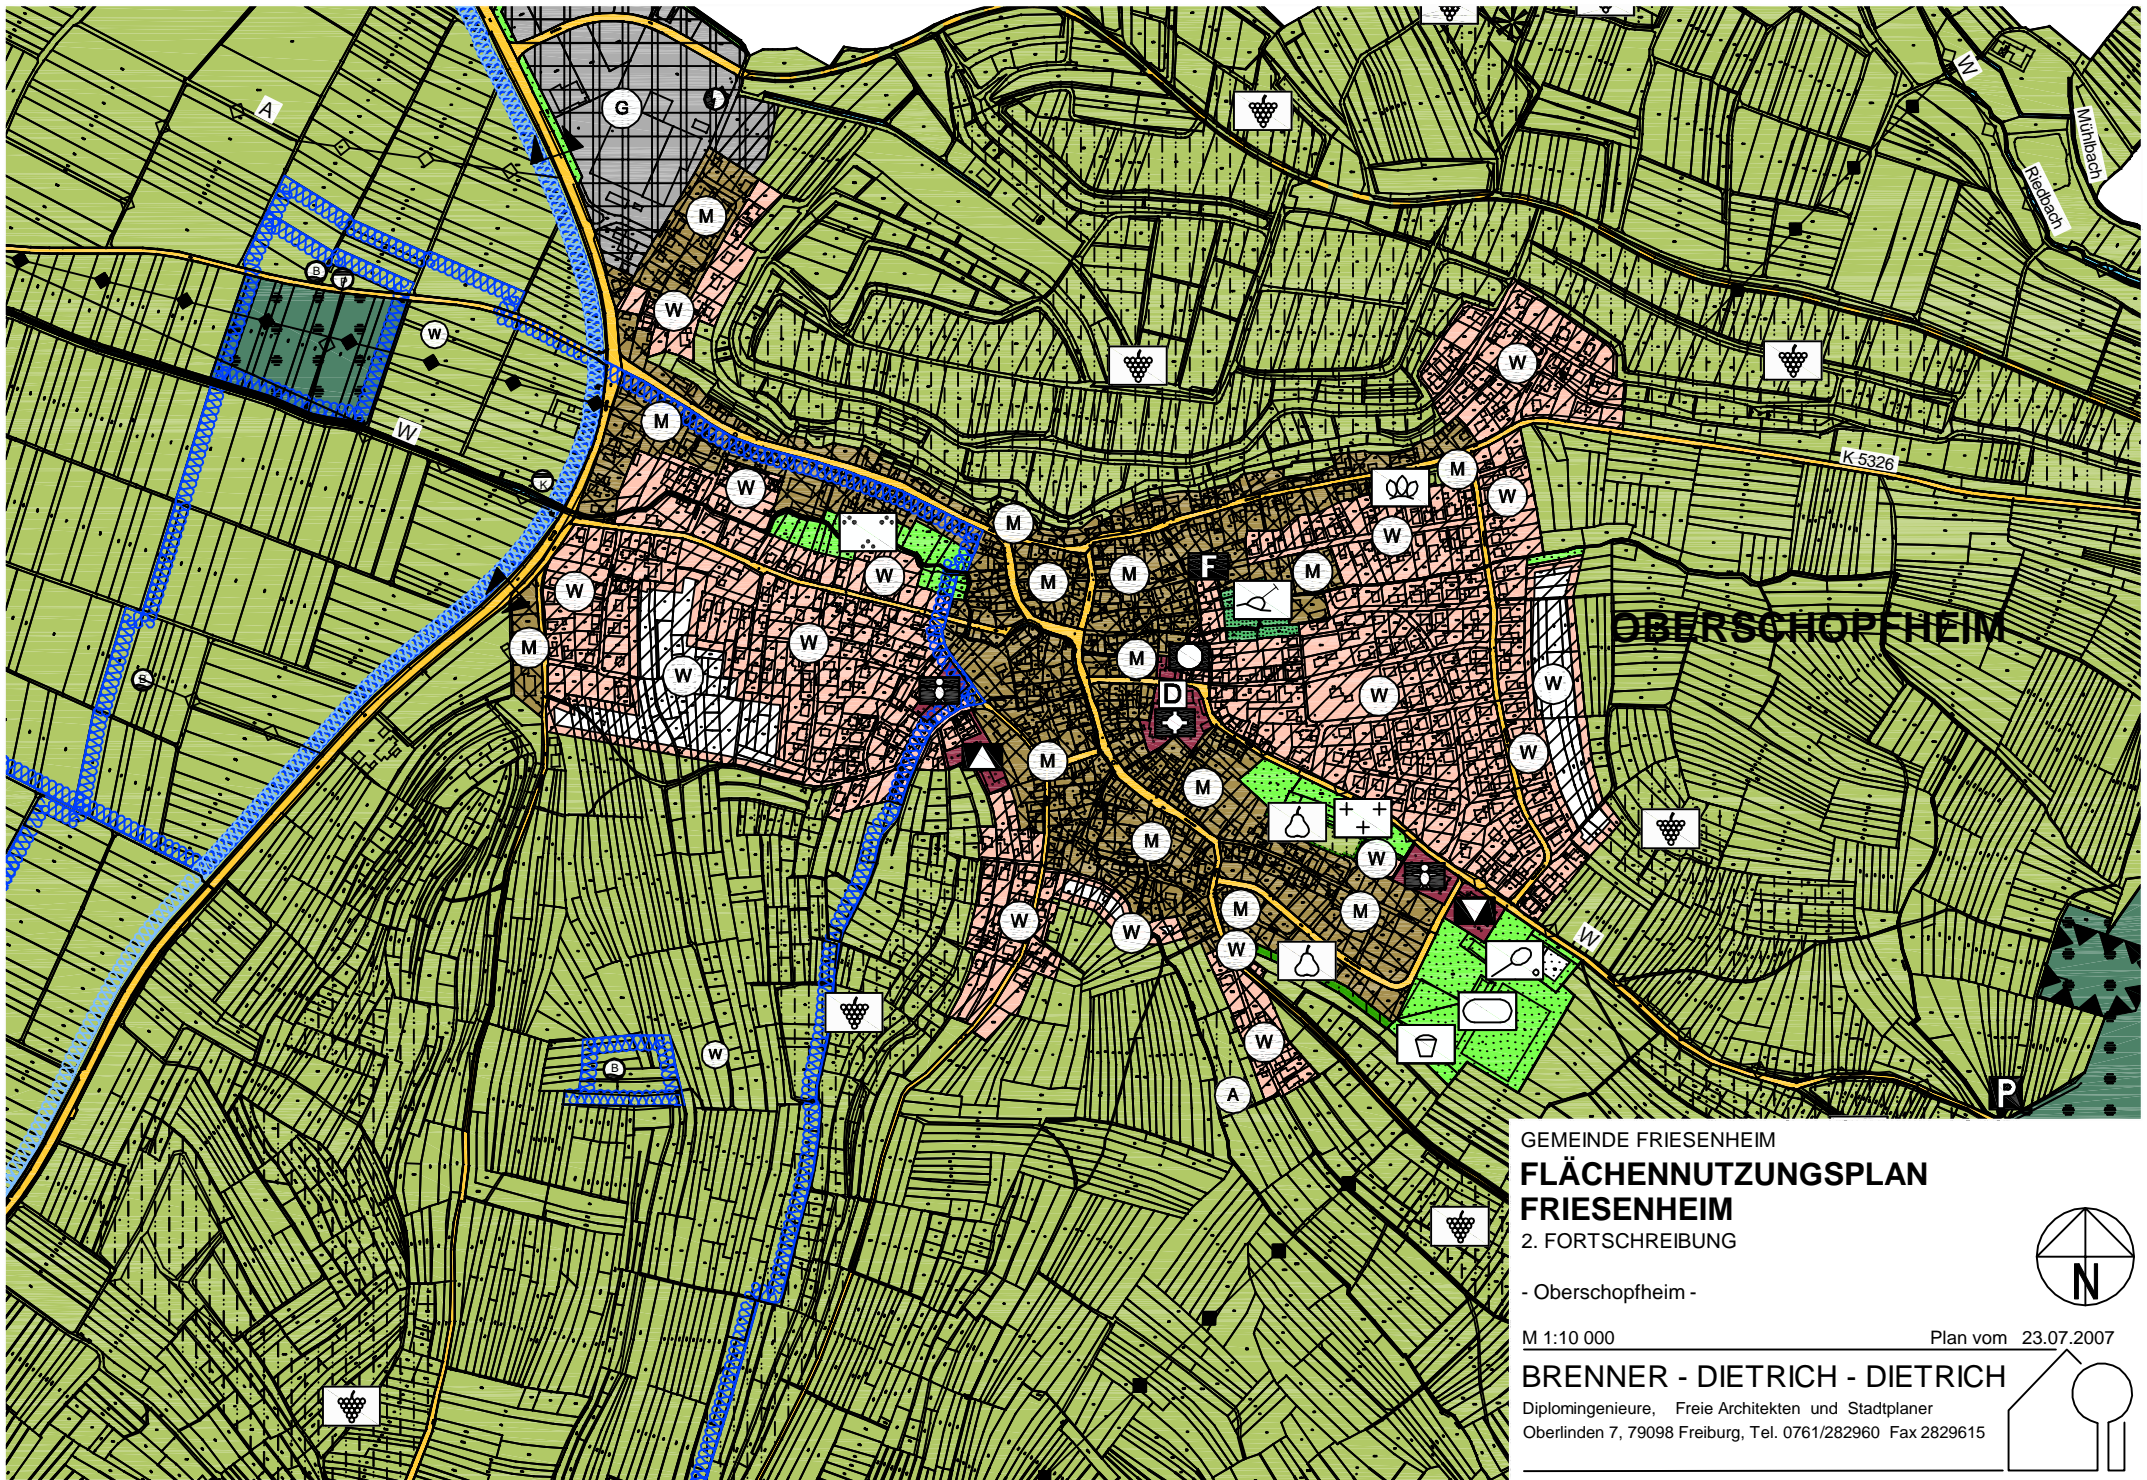 A
G
M
W
Mühlbach
Riedbach
W
B
P
W
M
W
W
W
K 5326
M
K
W
M
W
M
W
W
M
F
M
M
M
W
W
W
M
OBERSCHOPFHEIM
W
W
M
W
W
D
B
M
M
W
M
W
W
M
M
W
W
W
B
W
W
A
P
GEMEINDE FRIESENHEIM
FLÄCHENNUTZUNGSPLAN
FRIESENHEIM
2. FORTSCHREIBUNG
- Oberschopfheim -
N
M 1:10 000
Plan vom 23.07.2007
BRENNER - DIETRICH - DIETRICH
Diplomingenieure, Freie Architekten und Stadtplaner
Oberlinden 7, 79098 Freiburg, Tel. 0761/282960 Fax 2829615